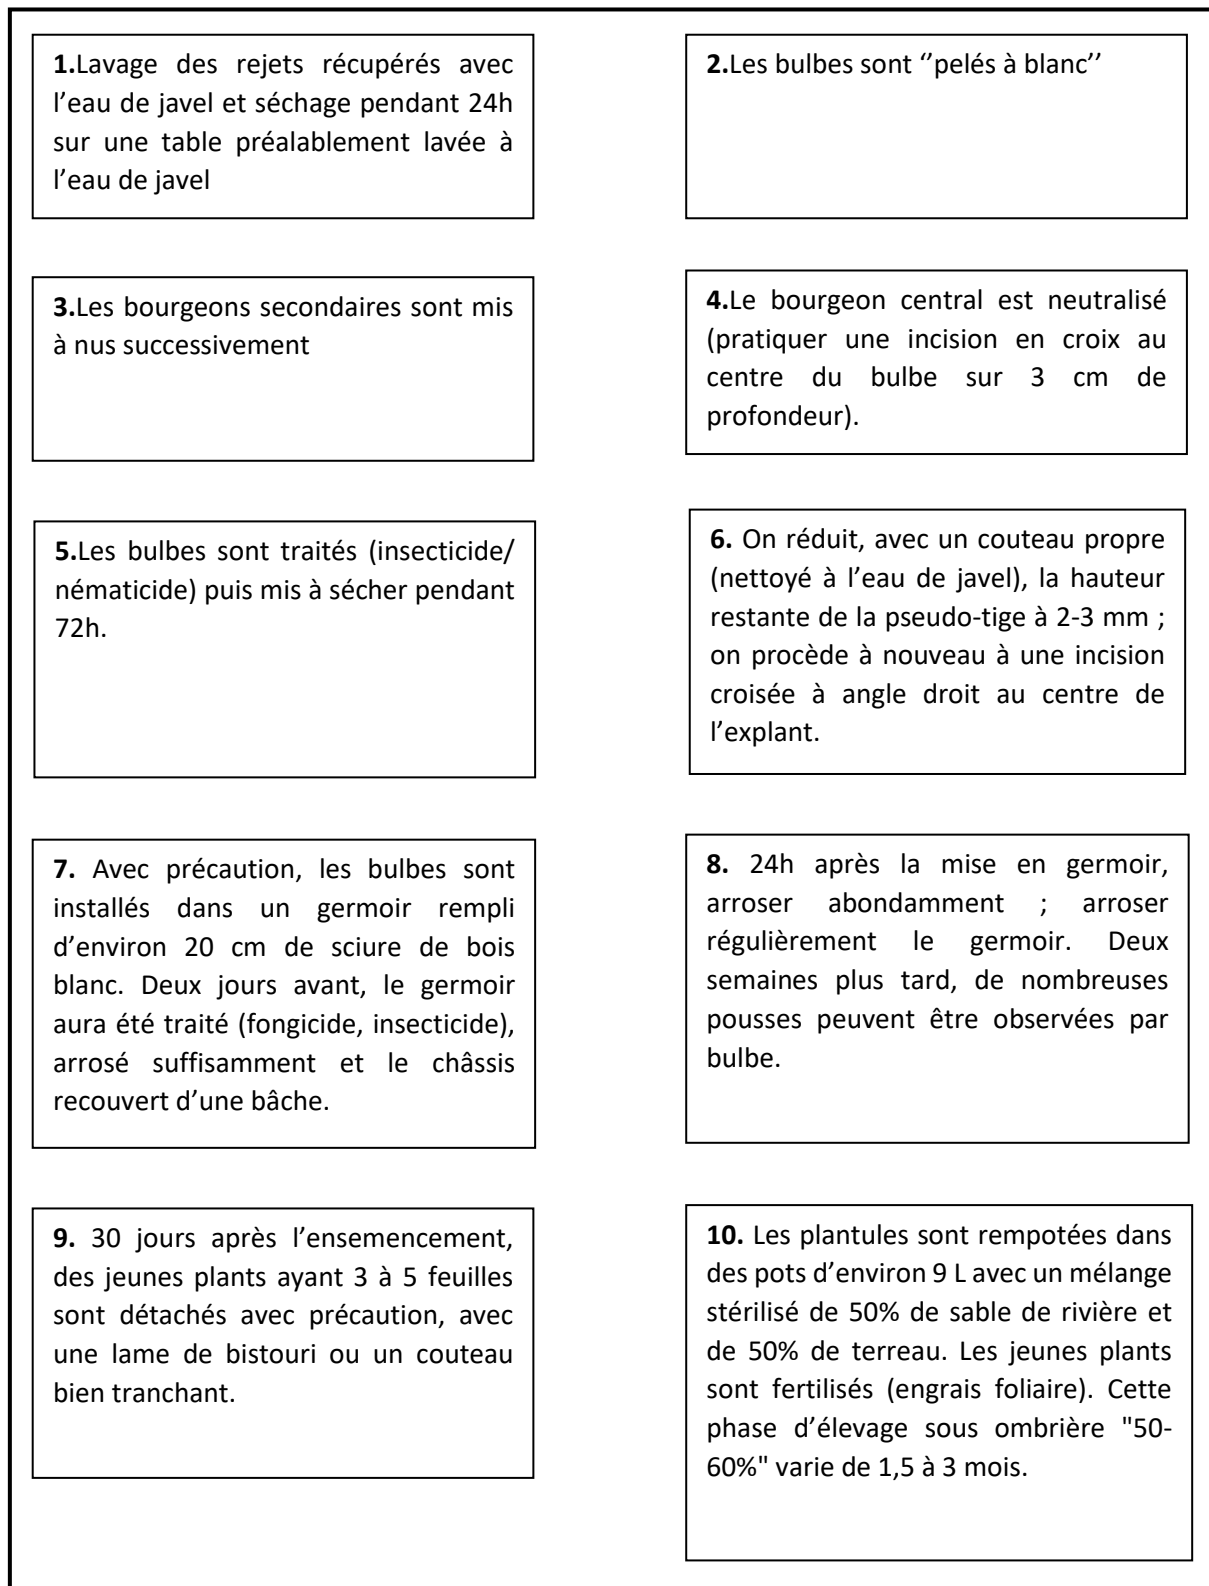 1.Lavage des rejets récupérés avec
l’eau de javel et séchage pendant 24h
sur une table préalablement lavée à
l’eau de javel
2.Les bulbes sont ‘’pelés à blanc’’
3.Les bourgeons secondaires sont mis
à nus successivement
4.Le bourgeon central est neutralisé
(pratiquer une incision en croix au
centre du bulbe sur 3 cm de
profondeur).
5.Les bulbes sont traités (insecticide/
nématicide) puis mis à sécher pendant
72h.
6. On réduit, avec un couteau propre
(nettoyé à l’eau de javel), la hauteur
restante de la pseudo-tige à 2-3 mm ;
on procède à nouveau à une incision
croisée à angle droit au centre de
l’explant.
7. Avec précaution, les bulbes sont
installés dans un germoir rempli
d’environ 20 cm de sciure de bois
blanc. Deux jours avant, le germoir
aura été traité (fongicide, insecticide),
arrosé suffisamment et le châssis
recouvert d’une bâche.
8. 24h après la mise en germoir,
arroser abondamment ; arroser
régulièrement le germoir. Deux
semaines plus tard, de nombreuses
pousses peuvent être observées par
bulbe.
9. 30 jours après l’ensemencement,
des jeunes plants ayant 3 à 5 feuilles
sont détachés avec précaution, avec
une lame de bistouri ou un couteau
bien tranchant.
10. Les plantules sont rempotées dans
des pots d’environ 9 L avec un mélange
stérilisé de 50% de sable de rivière et
de 50% de terreau. Les jeunes plants
sont fertilisés (engrais foliaire). Cette
phase d’élevage sous ombrière "50-
60%" varie de 1,5 à 3 mois.